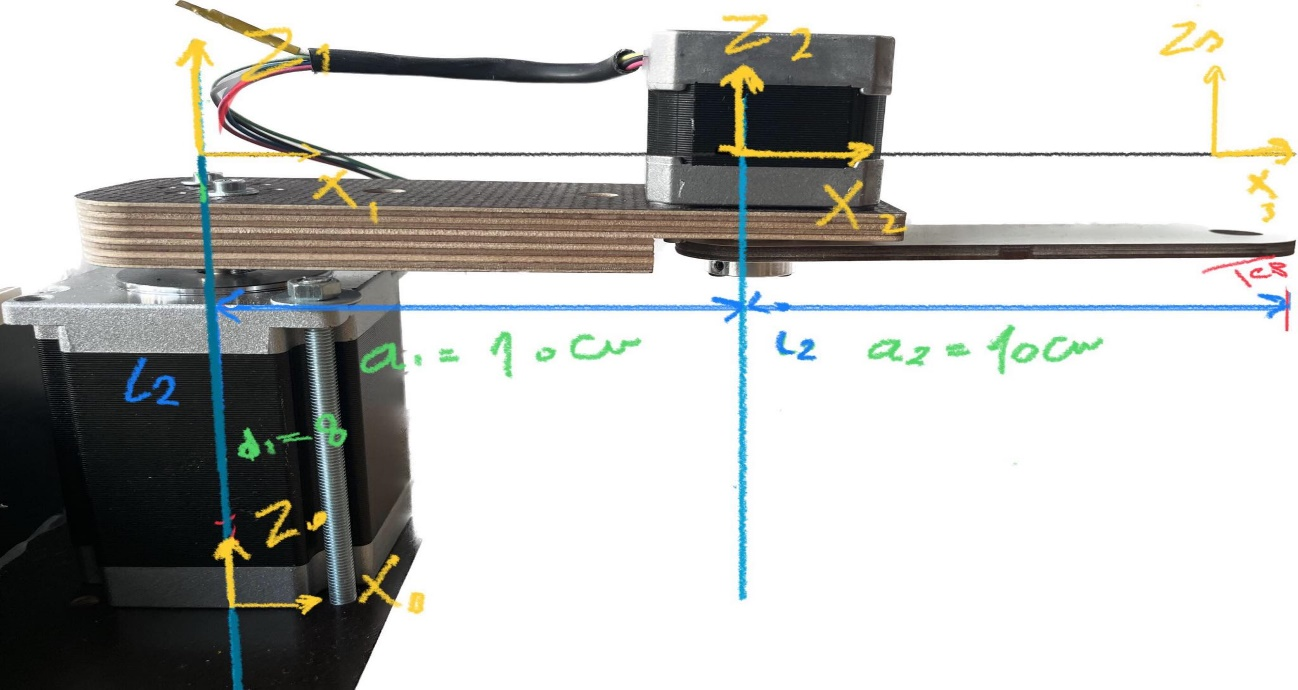 Z1
Z2
Z3
X1
X2
X3
a1 = 10cm
L2
a2 = 10cm
L2
d1=8
Z0
X0